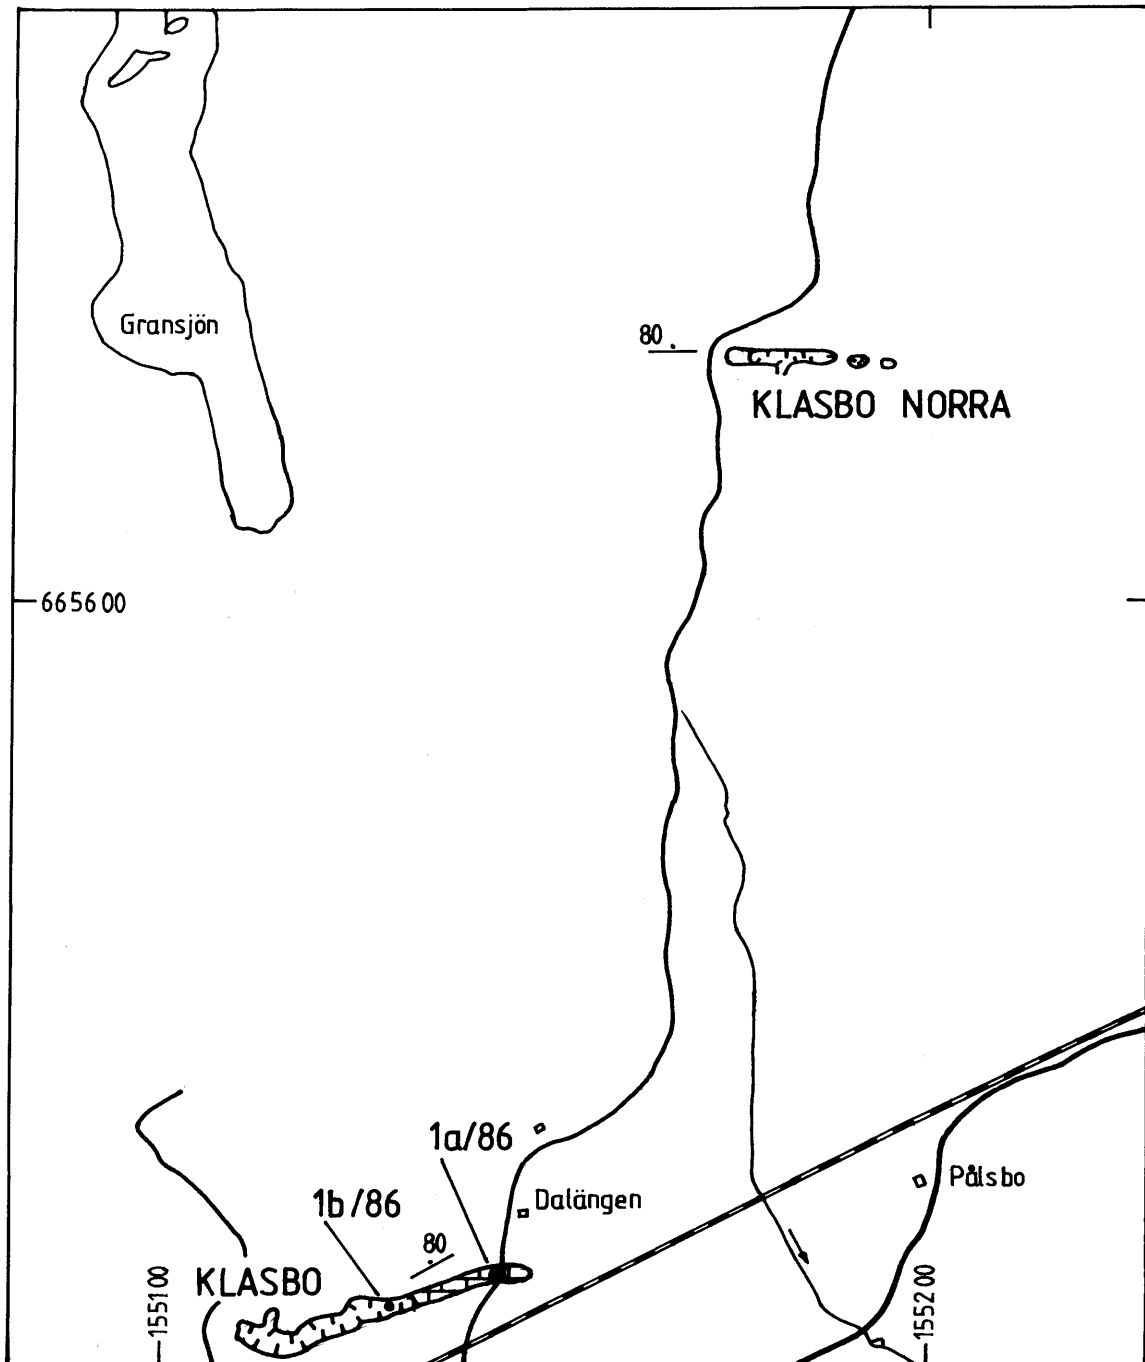 Gransjön
80
KLASBO NORRA
665600
1a/86
1b/86
Dalängen
Pålsbo
80
KLASBO
155100
155200